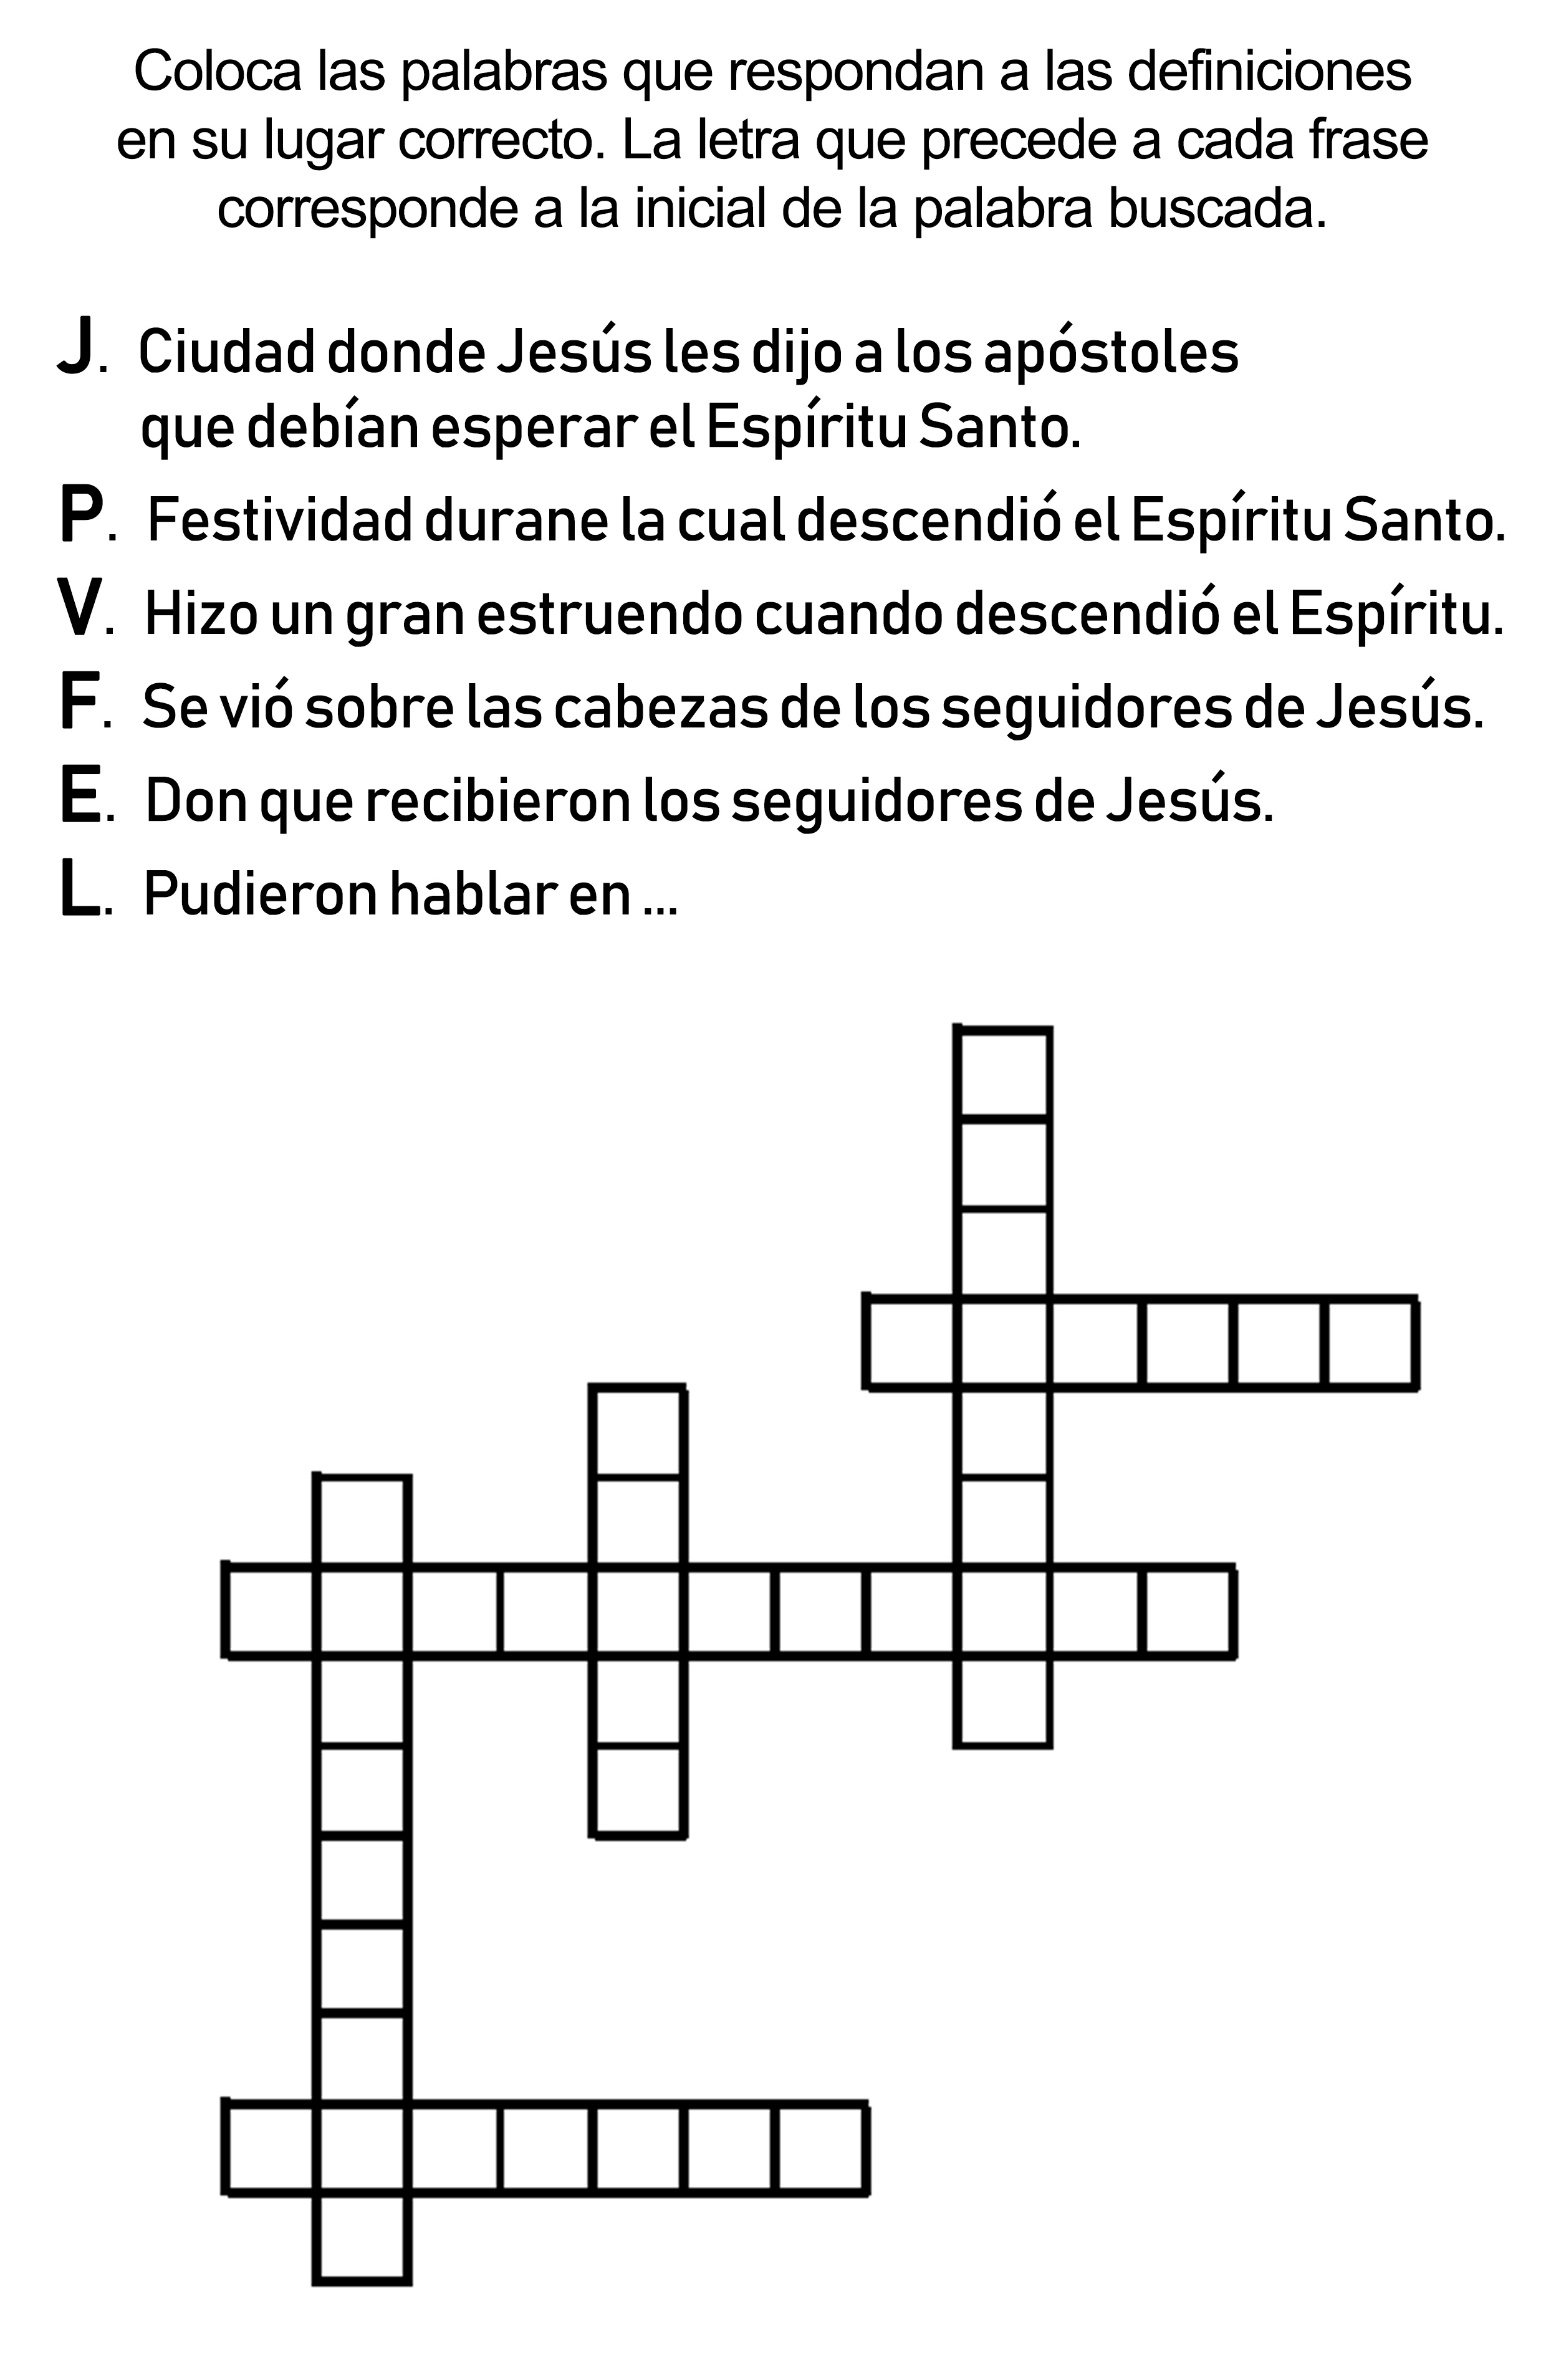 Coloca las palabras que respondan a las definiciones
en su lugar correcto. La letra que precede a cada frase
corresponde a la inicial de la palabra buscada.
J. Ciudad donde Jesús les dijo a los apóstoles
que debían esperar el Espíritu Santo.
P. Festividad durane la cual descendió el Espíritu Santo.
V. Hizo un gran estruendo cuando descendió el Espíritu.
F. Se vió sobre las cabezas de los seguidores de Jesús.
E. Don que recibieron los seguidores de Jesús.
L. Pudieron hablar en ...